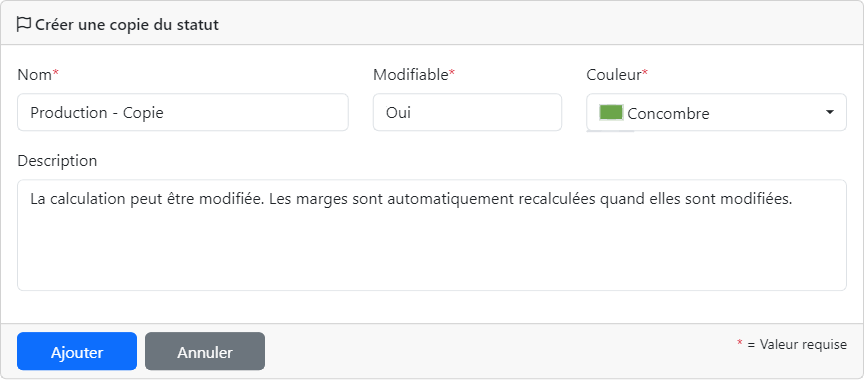 Créer une copie du statut
Nom* Modifiable* Couleur*
Production - Copie Oui Concombre
Description
La calculation peut être modifiée. Les marges sont automatiquement recalculées quand elles sont modifiées.
Ajouter Annuler * = Valeur requise